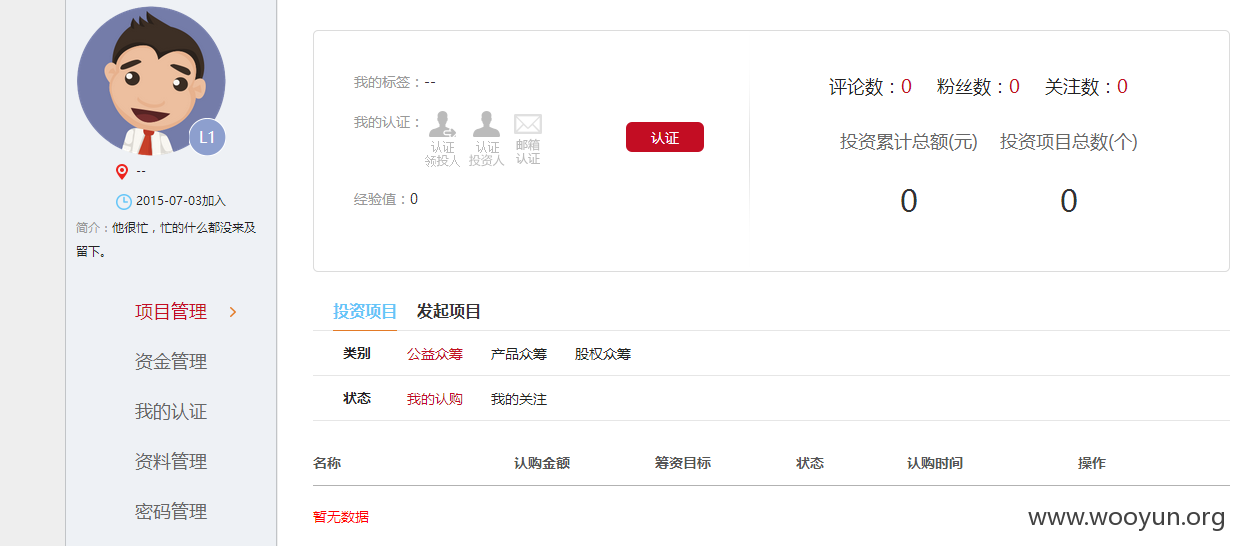 L1
--
2015-07-03加入
简介：他很忙，忙的什么都没来及
留下。
项目管理
资金管理
我的认证
资料管理
密码管理
我的标签：--
我的认证：
认证
领投人
认证
投资人
邮箱
认证
认证
经验值：0
评论数：0 粉丝数：0 关注数：0
投资累计总额(元) 投资项目总数(个)
0 0
投资项目 发起项目
类别 公益众筹 产品众筹 股权众筹
状态 我的认购 我的关注
名称 认购金额 筹资目标 状态 认购时间 操作
暂无数据
www.wooyun.org